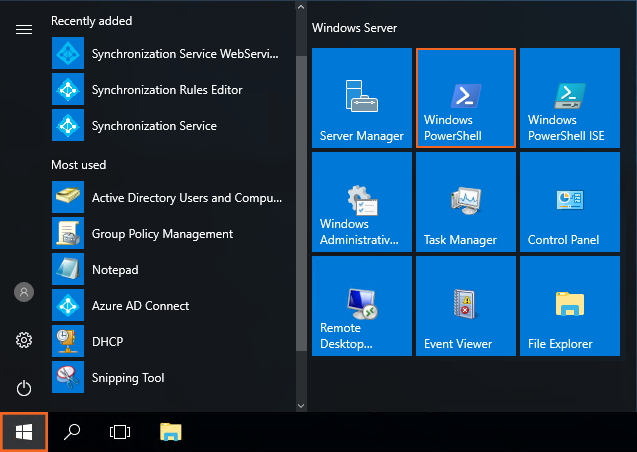 Recently added
Synchronization Service WebServi...
Synchronization Rules Editor
Synchronization Service
Most used
Active Directory Users and Compu...
Group Policy Management
Notepad
Azure AD Connect
DHCP
Snipping Tool
Windows Server
Server Manager
Windows
PowerShell
Windows
PowerShell ISE
Windows
Administrativ...
Task Manager
Control Panel
Remote
Desktop...
Event Viewer
File Explorer